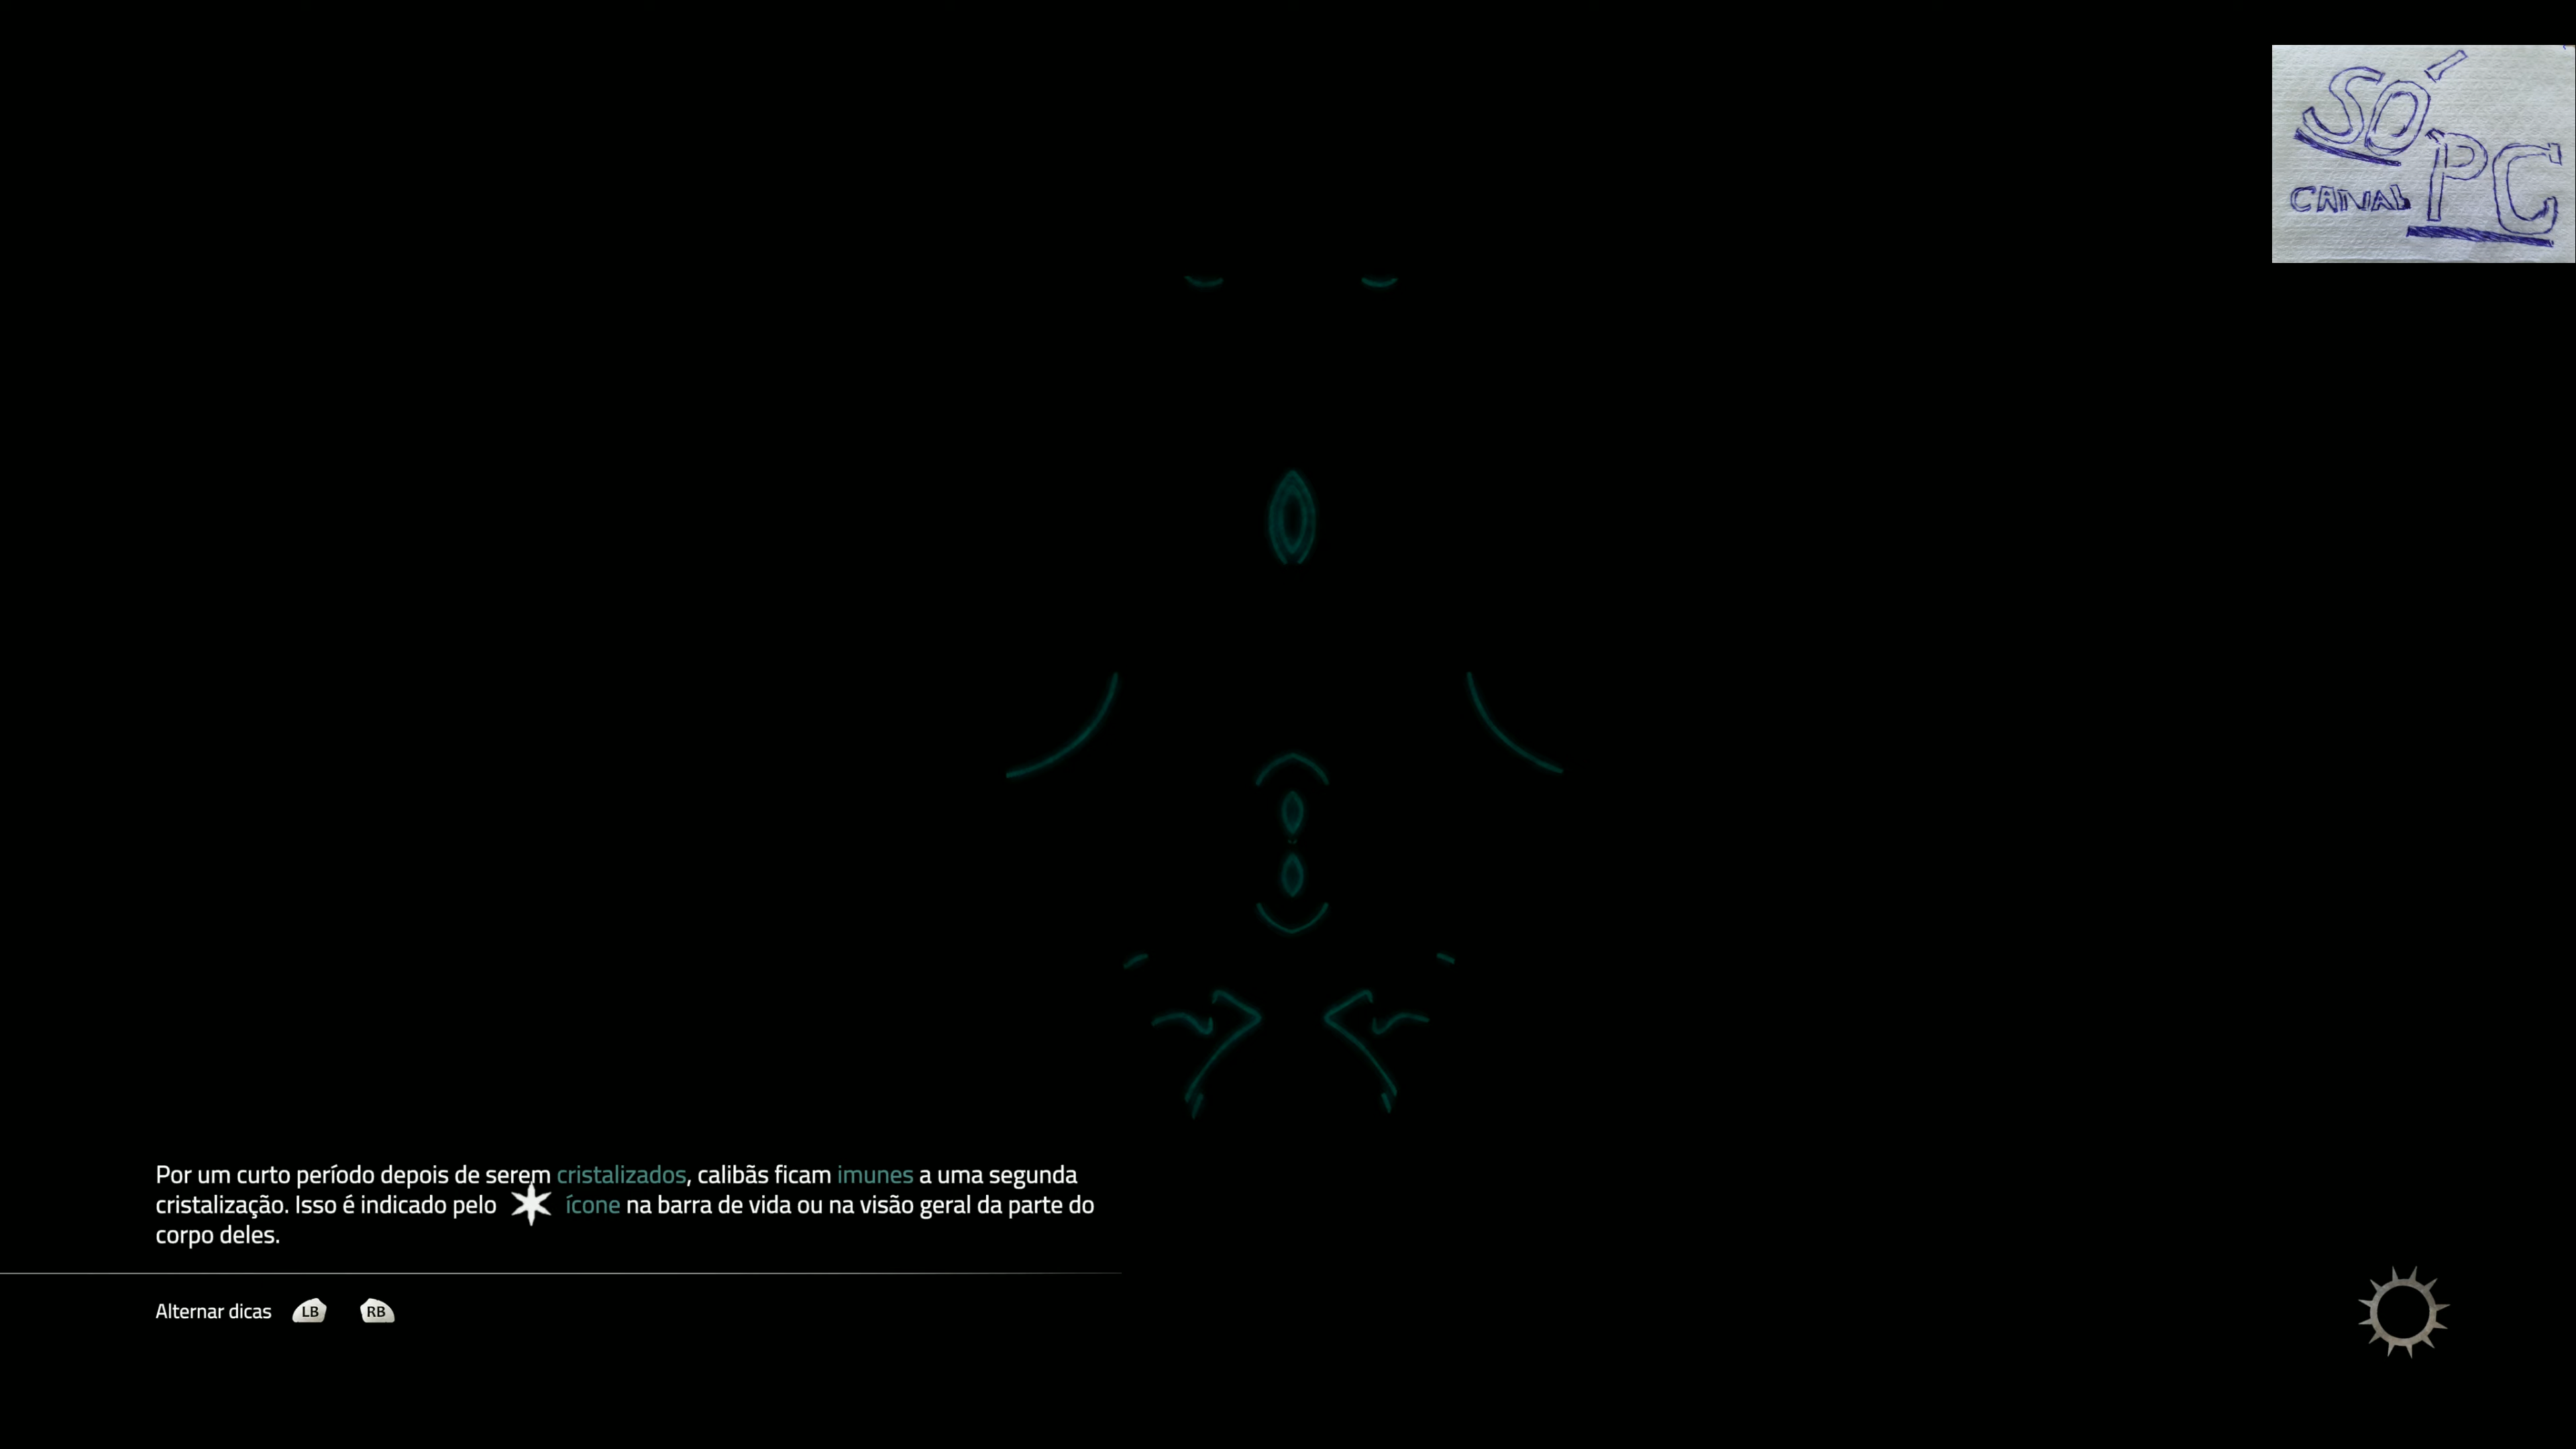 SÓ
PC
CANAL
Por um curto período depois de serem cristalizados, calibãs ficam imunes a uma segunda
cristalização. Isso é indicado pelo ícone na barra de vida ou na visão geral da parte do
corpo deles.
Alternar dicas LB RB